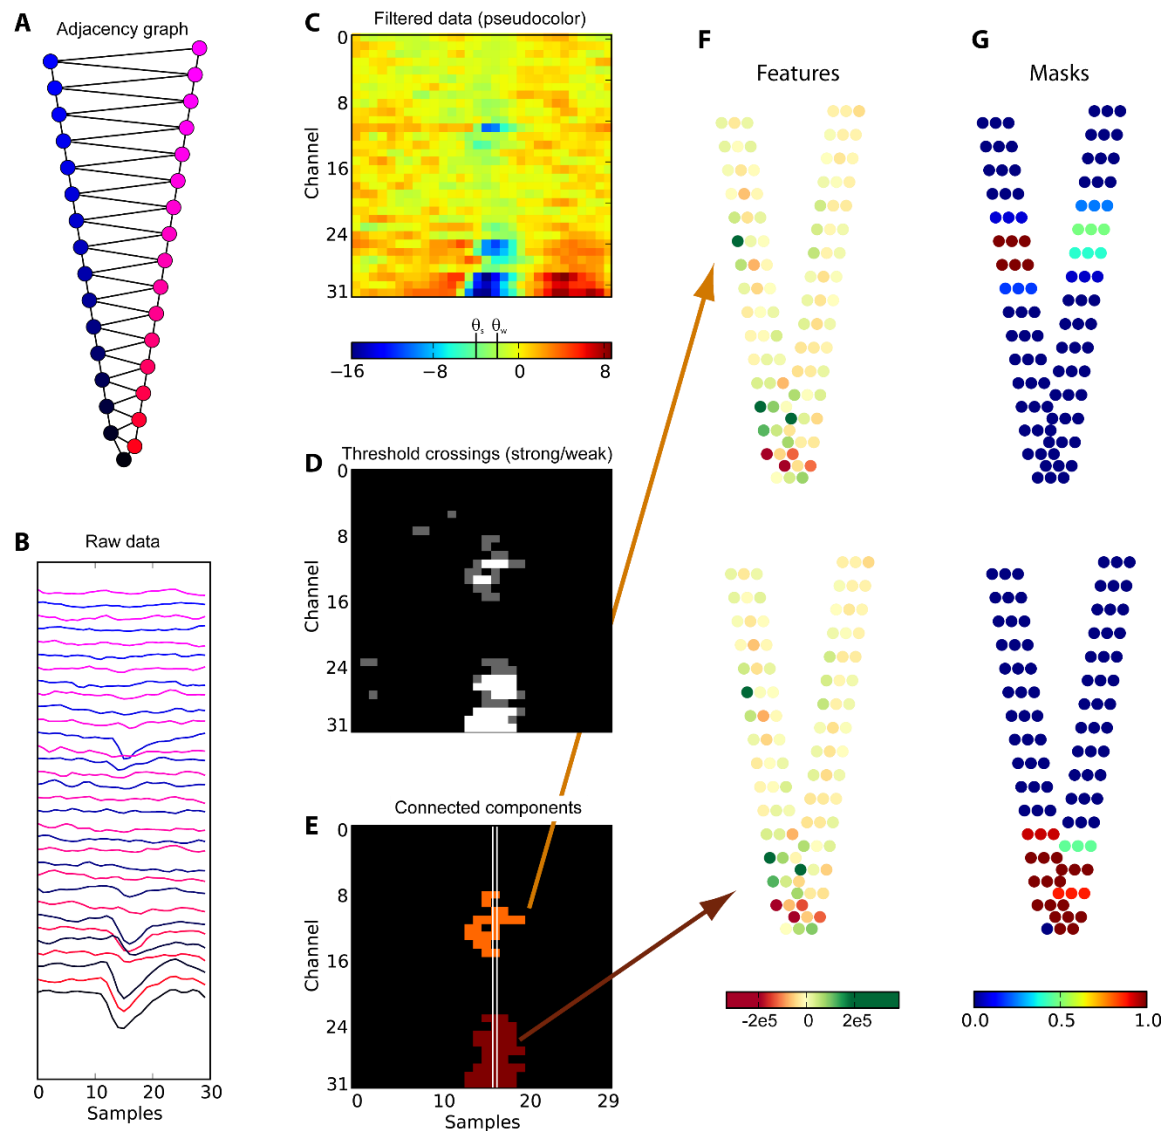 A
Adjacency graph
B
Raw data
0
10
20
30
Samples
C
Filtered data (pseudocolor)
Channel
0
8
16
24
31
θs θw
−16
−8
0
8
D
Threshold crossings (strong/weak)
Channel
0
8
16
24
31
E
Connected components
Channel
0
8
16
24
31
0
10
20
29
Samples
F
Features
-2e5
0
2e5
G
Masks
0.0
0.5
1.0